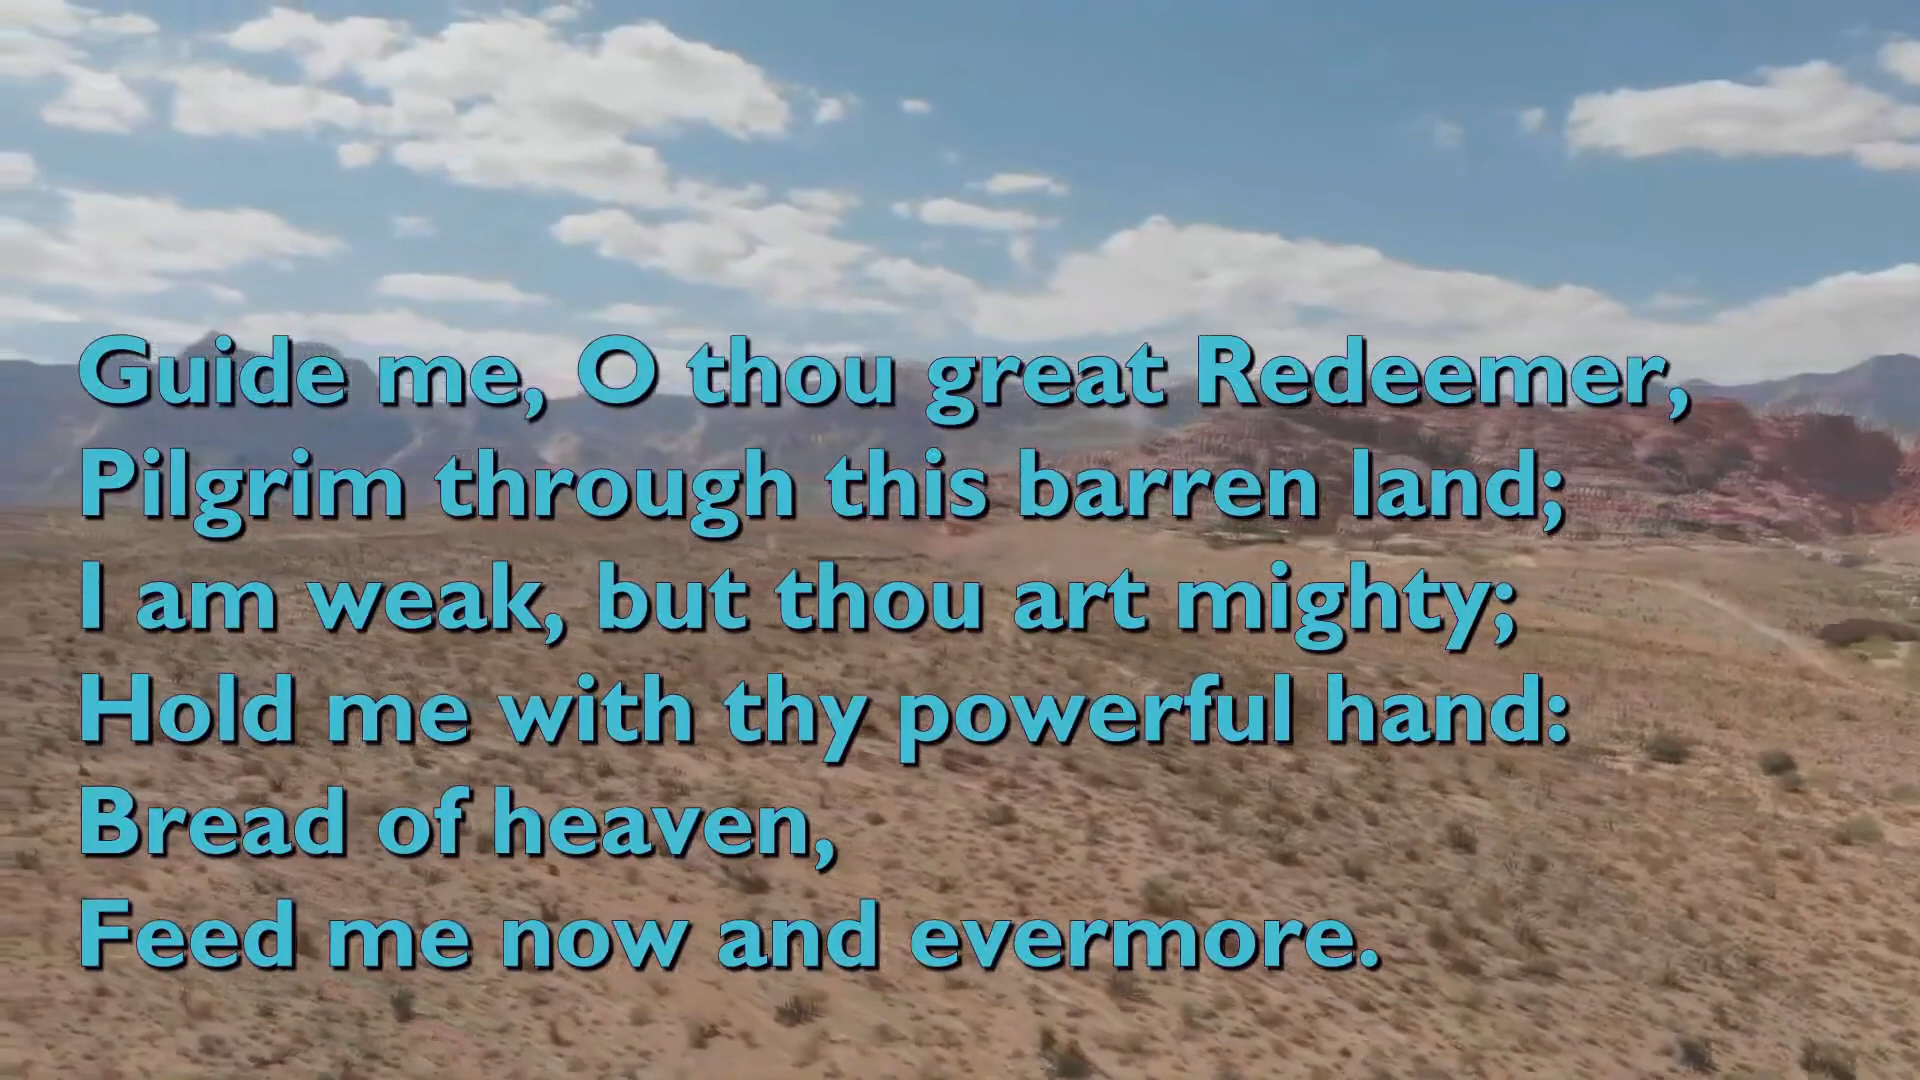 Guide me, O thou great Redeemer,
Pilgrim through this barren land;
I am weak, but thou art mighty;
Hold me with thy powerful hand:
Bread of heaven,
Feed me now and evermore.